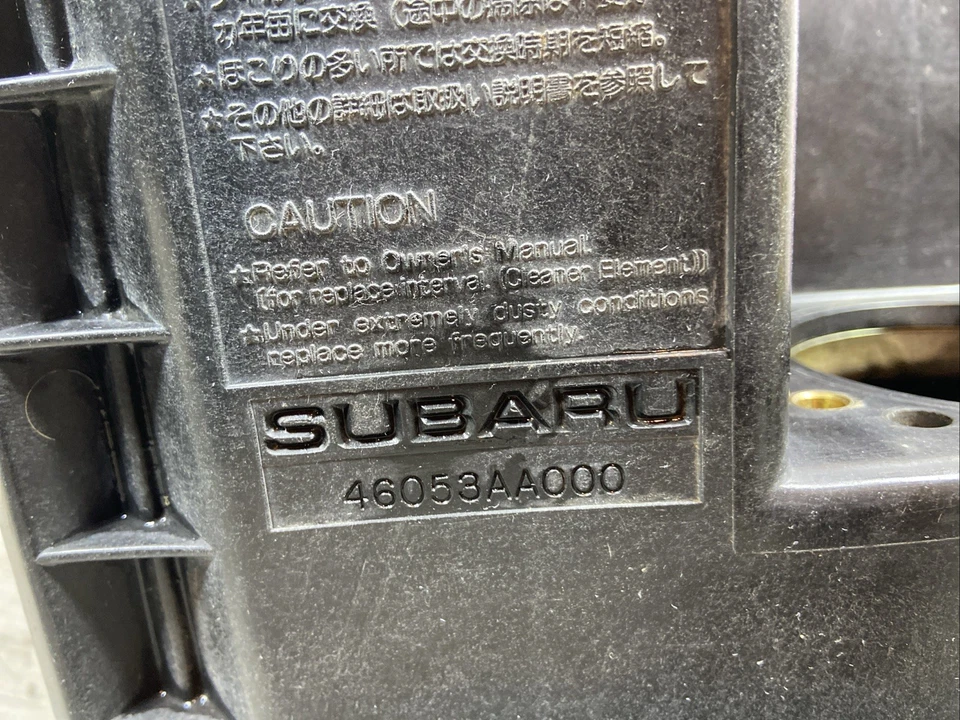 カ年毎に交換（途中の清掃は不要
★ほこりの多い所では交換時期を短縮。
★その他の詳細は取扱い説明書を参照して
下さい。
CAUTION
★Refer to Owner's Manual.
(for replace interval. (Cleaner Element))
★Under extremely dusty conditions
replace more frequently.
SUBARU
46053AA000